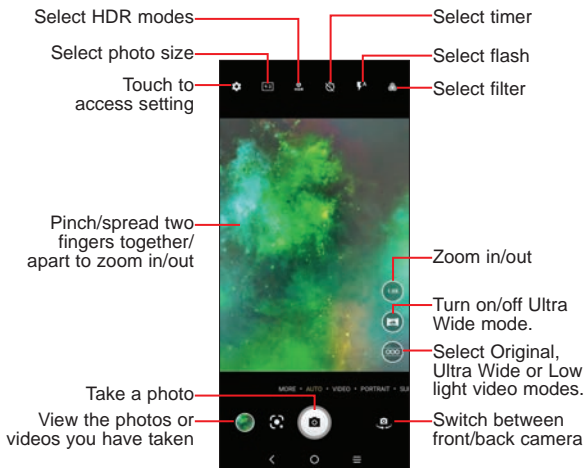 Select HDR modes
Select timer
Select photo size
Select flash
Touch to
access setting
Select filter
Pinch/spread two
fingers together/
apart to zoom in/out
Zoom in/out
Turn on/off Ultra
Wide mode.
Select Original,
Ultra Wide or Low
light video modes.
MORE • AUTO • VIDEO • PORTRAIT •
Take a photo
View the photos or
videos you have taken
Switch between
front/back camera